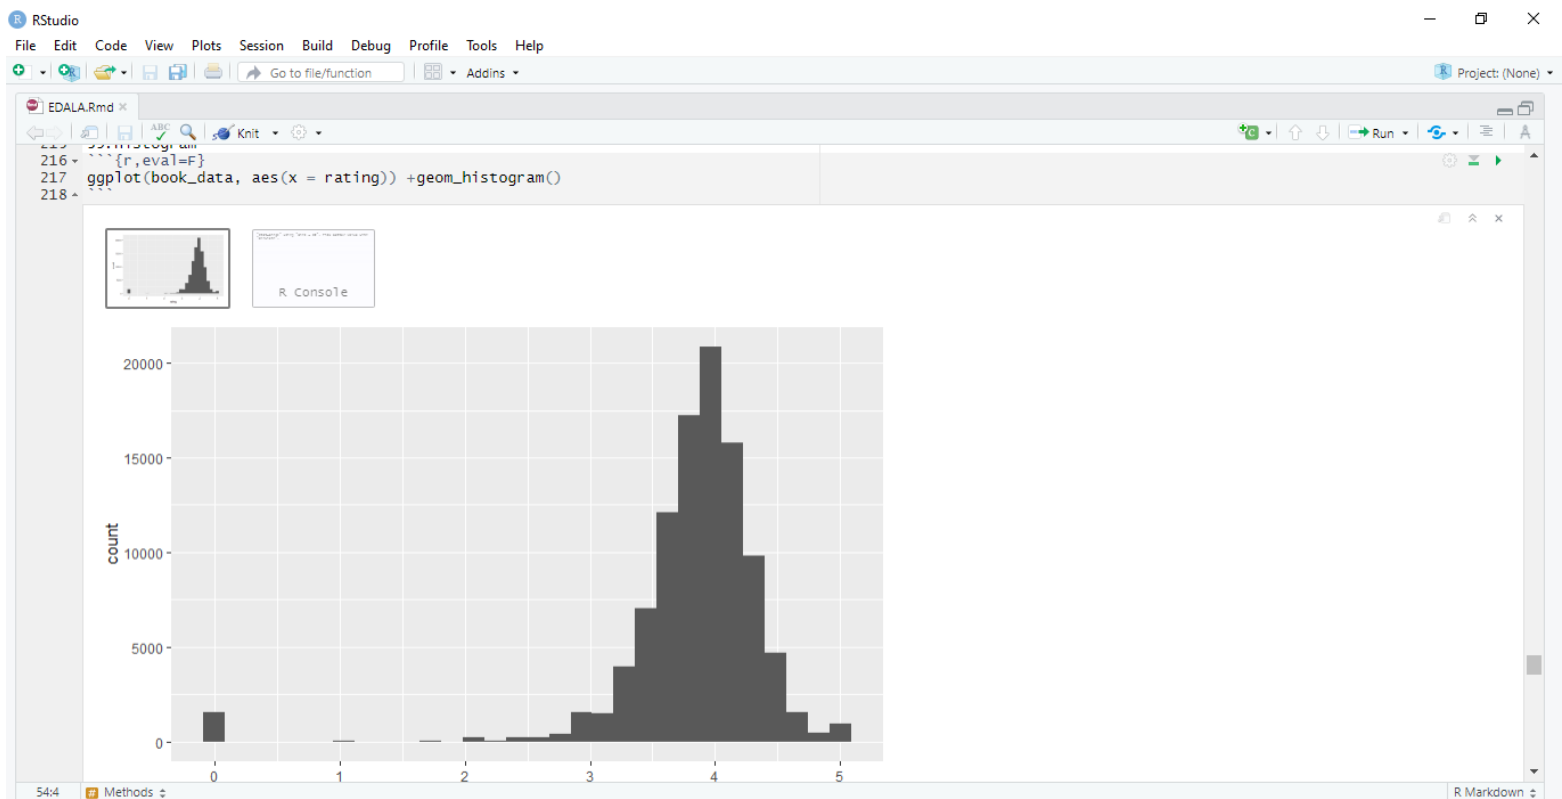 RStudio
File Edit Code View Plots Session Build Debug Profile Tools Help
Go to file/function Addins Project: (None)
EDALA.Rmd
ABC Knit Run
216 ```{r,eval=F}
217 ggplot(book_data, aes(x = rating)) +geom_histogram()
218 ```
R Console
20000
15000
10000
5000
0
count
0 1 2 3 4 5
54:4 # Methods R Markdown